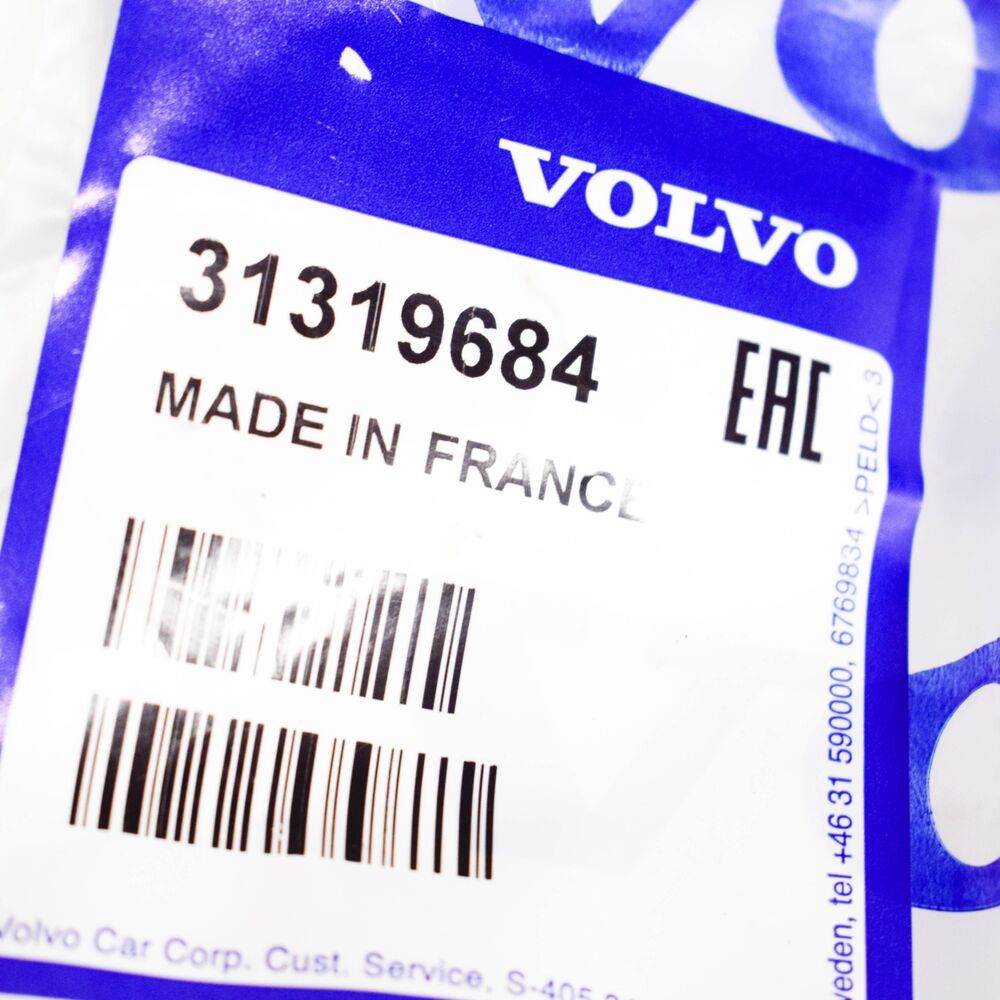 VOLVO
31319684
EAC
MADE IN FRANCE
Volvo Car Corp. Cust. Service, S-405
tel +46 31 590000, 6769834 >PELD< 3